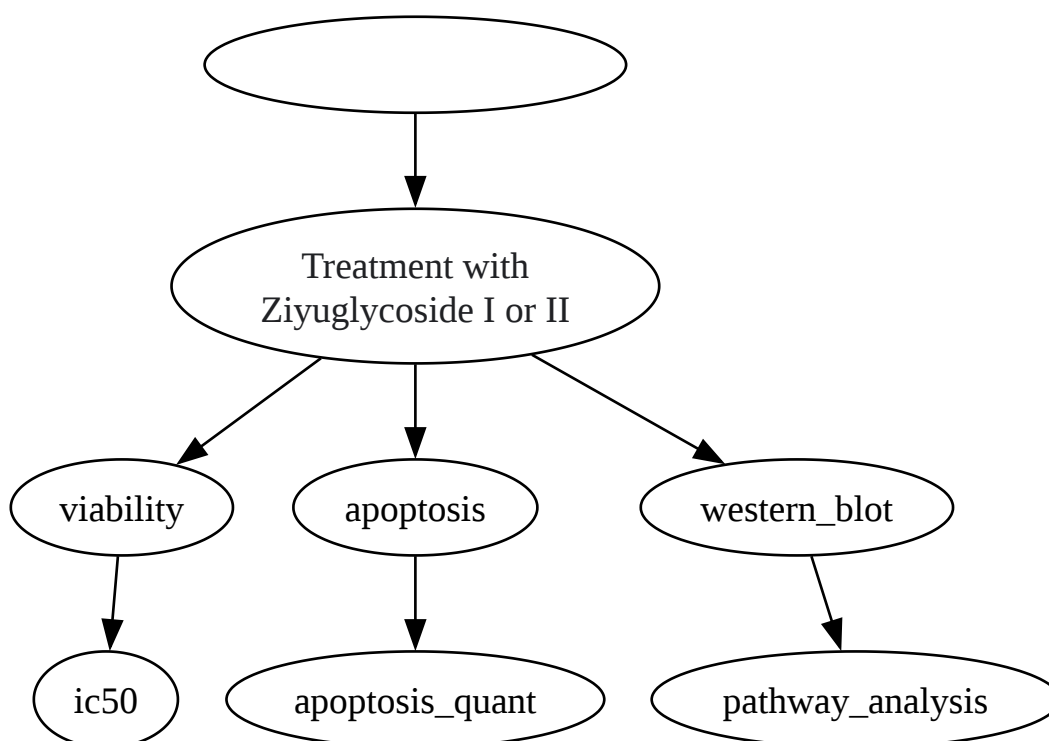 Treatment with
Ziyuglycoside I or II
viability
apoptosis
western_blot
ic50
apoptosis_quant
pathway_analysis